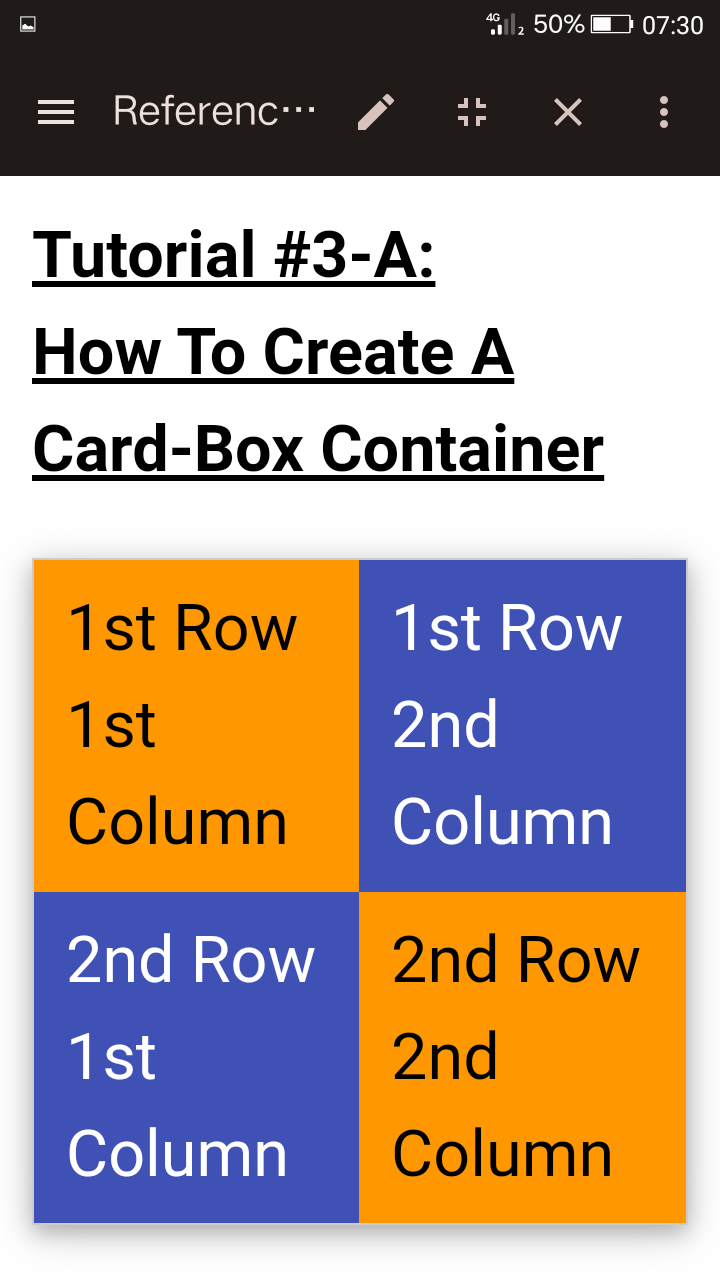 4G 2 50% 07:30
Referenc···
Tutorial #3-A:
How To Create A
Card-Box Container
1st Row
1st
Column
1st Row
2nd
Column
2nd Row
1st
Column
2nd Row
2nd
Column